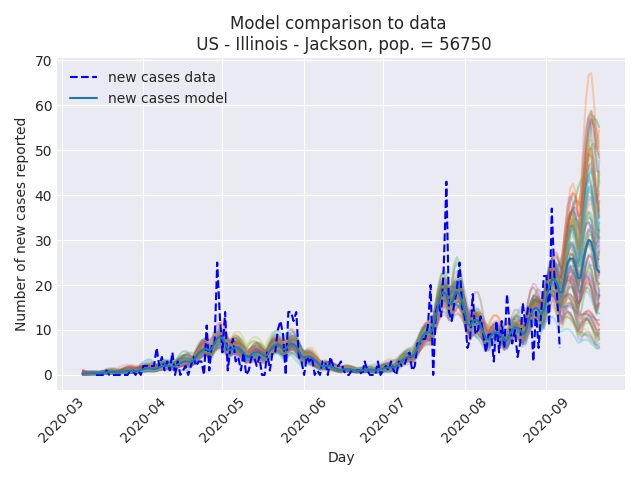 Model comparison to data
US - Illinois - Jackson, pop. = 56750
70
60
50
40
30
20
10
0
Number of new cases reported
new cases data
new cases model
2020-03
2020-04
2020-05
2020-06
2020-07
2020-08
2020-09
Day